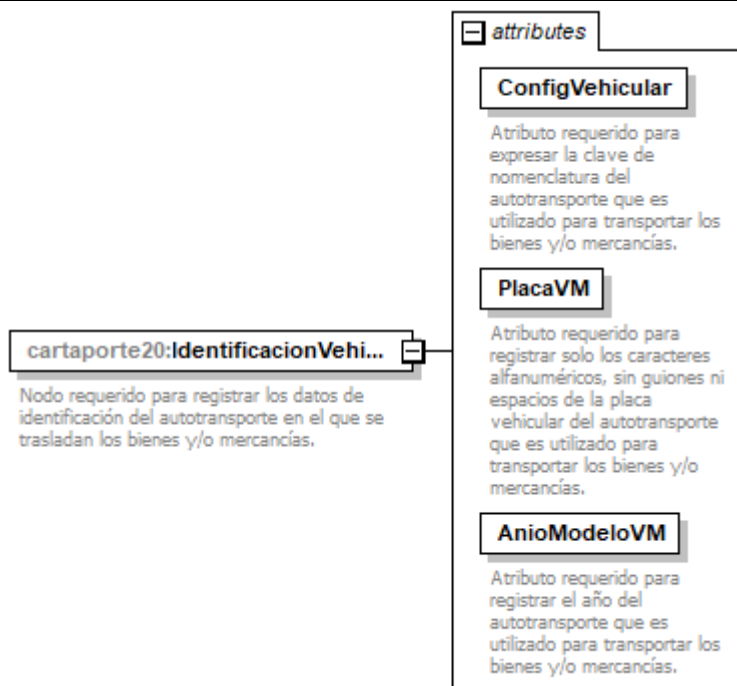 attributes
ConfigVehicular
Atributo requerido para
expresar la clave de
nomenclatura del
autotransporte que es
utilizado para transportar los
bienes y/o mercancías.
PlacaVM
Atributo requerido para
registrar solo los caracteres
alfanuméricos, sin guiones ni
espacios de la placa
vehicular del autotransporte
que es utilizado para
transportar los bienes y/o
mercancías.
cartaporte20:IdentificacionVehi...
Nodo requerido para registrar los datos de
identificación del autotransporte en el que se
trasladan los bienes y/o mercancías.
AnioModeloVM
Atributo requerido para
registrar el año del
autotransporte que es
utilizado para transportar los
bienes y/o mercancías.